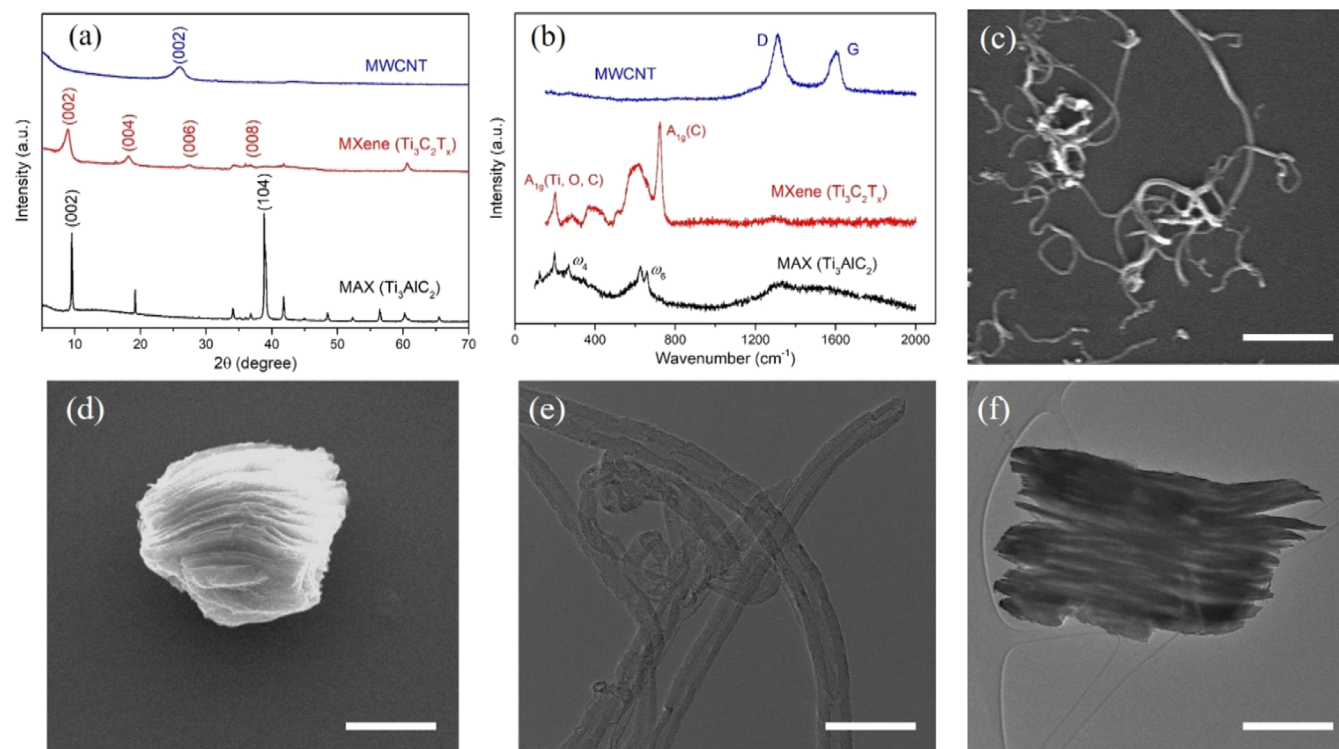 (a)
(002)
MWCNT
(002)
(004)
(006)
(008)
MXene (Ti₃C₂Tₓ)
(002)
(104)
MAX (Ti₃AlC₂)
Intensity (a.u.)
10 20 30 40 50 60 70
2θ (degree)
(b)
D
G
MWCNT
A₁g(C)
A₁g(Ti, O, C)
MXene (Ti₃C₂Tₓ)
ω₄
ω₆
MAX (Ti₃AlC₂)
Intensity (a.u.)
0 400 800 1200 1600 2000
Wavenumber (cm⁻¹)
(c)
(d)
(e)
(f)